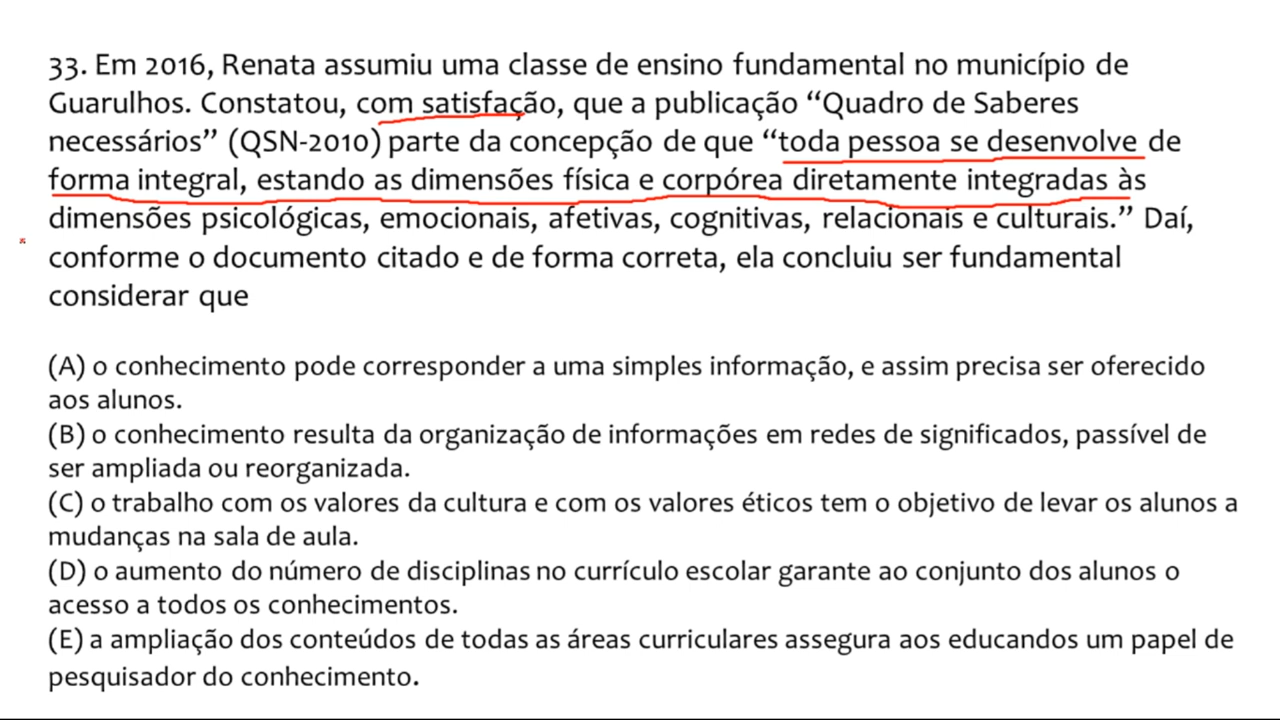 33. Em 2016, Renata assumiu uma classe de ensino fundamental no município de
Guarulhos. Constatou, com satisfação, que a publicação “Quadro de Saberes
necessários” (QSN-2010) parte da concepção de que “toda pessoa se desenvolve de
forma integral, estando as dimensões física e corpórea diretamente integradas às
dimensões psicológicas, emocionais, afetivas, cognitivas, relacionais e culturais.” Daí,
conforme o documento citado e de forma correta, ela concluiu ser fundamental
considerar que
(A) o conhecimento pode corresponder a uma simples informação, e assim precisa ser oferecido
aos alunos.
(B) o conhecimento resulta da organização de informações em redes de significados, passível de
ser ampliada ou reorganizada.
(C) o trabalho com os valores da cultura e com os valores éticos tem o objetivo de levar os alunos a
mudanças na sala de aula.
(D) o aumento do número de disciplinas no currículo escolar garante ao conjunto dos alunos o
acesso a todos os conhecimentos.
(E) a ampliação dos conteúdos de todas as áreas curriculares assegura aos educandos um papel de
pesquisador do conhecimento.